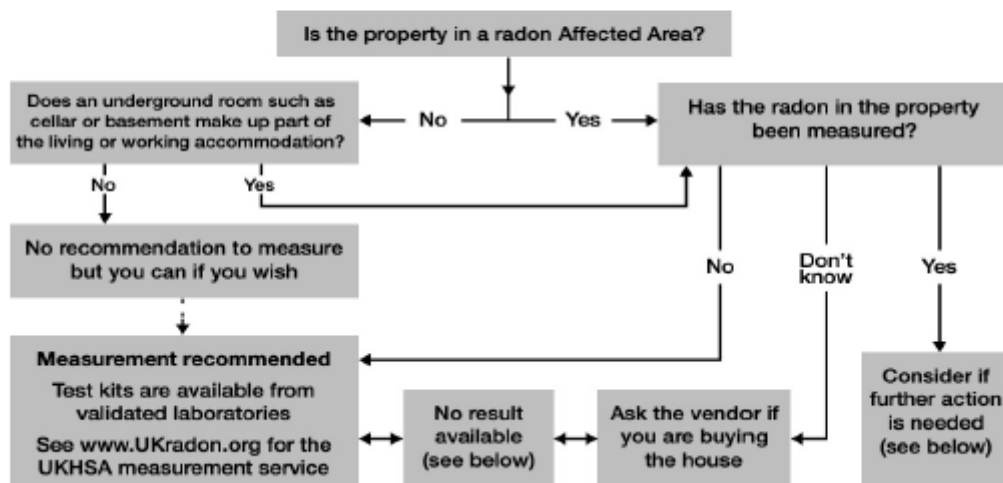 Is the property in a radon Affected Area?
Does an underground room such as
cellar or basement make up part of
the living or working accommodation?
No
Yes
Has the radon in the property
been measured?
No
Yes
No recommendation to measure
but you can if you wish
No
Don't
know
Yes
Measurement recommended
Test kits are available from
validated laboratories
See www.UKradon.org for the
UKHSA measurement service
No result
available
(see below)
Ask the vendor if
you are buying
the house
Consider if
further action
is needed
(see below)